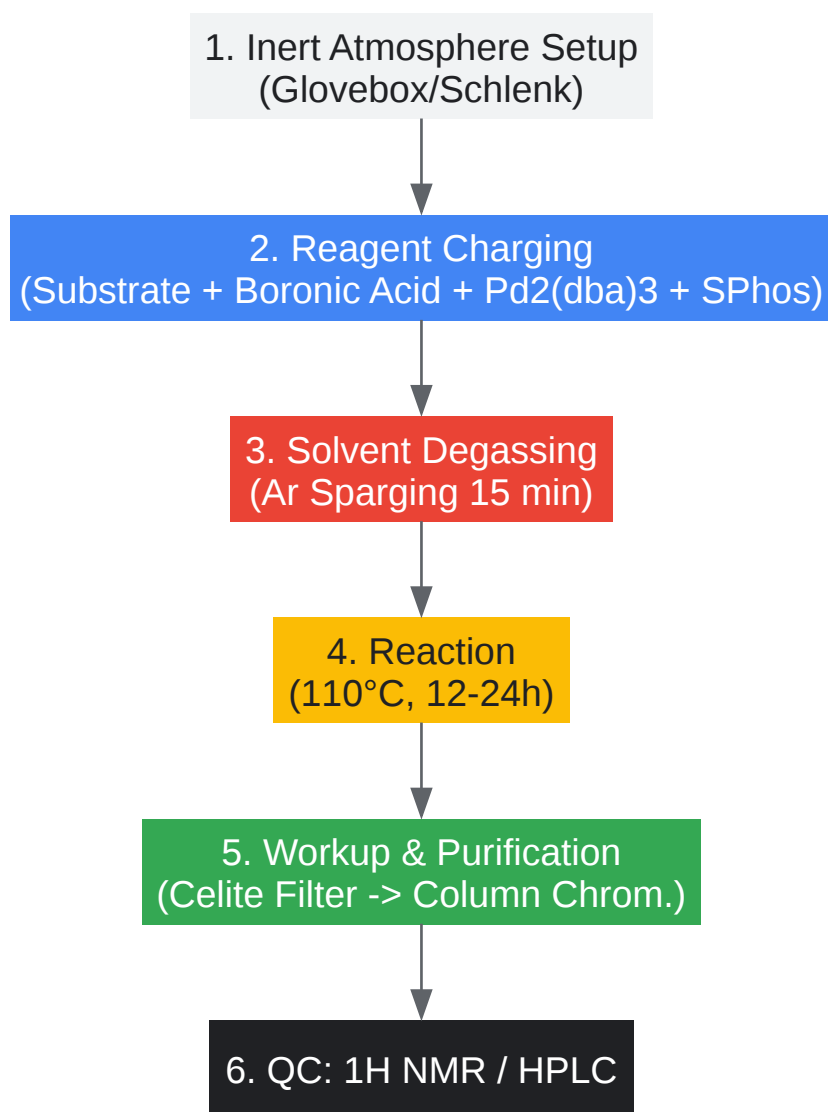 1. Inert Atmosphere Setup
(Glovebox/Schlenk)
2. Reagent Charging
(Substrate + Boronic Acid + Pd2(dba)3 + SPhos)
3. Solvent Degassing
(Ar Sparging 15 min)
4. Reaction
(110°C, 12-24h)
5. Workup & Purification
(Celite Filter -> Column Chrom.)
6. QC: 1H NMR / HPLC